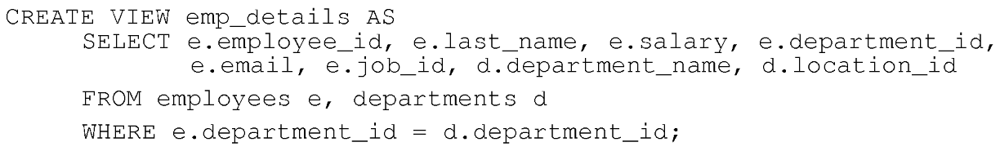 CREATE VIEW emp_details AS
SELECT e.employee_id, e.last_name, e.salary, e.department_id,
e.email, e.job_id, d.department_name, d.location_id
FROM employees e, departments d
WHERE e.department_id = d.department_id;